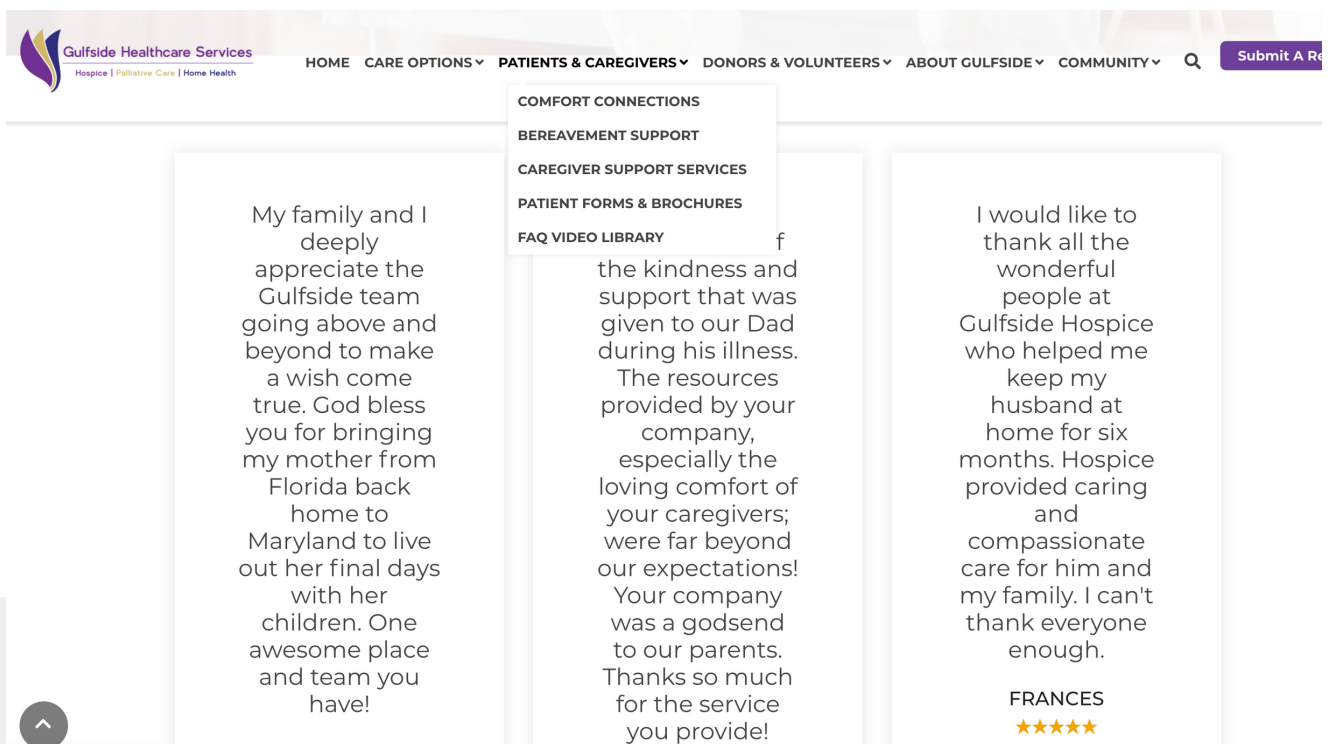 Gulfside Healthcare Services
Hospice | Palliative Care | Home Health
HOME CARE OPTIONS PATIENTS & CAREGIVERS DONORS & VOLUNTEERS ABOUT GULFSIDE COMMUNITY Submit A
COMFORT CONNECTIONS
BEREAVEMENT SUPPORT
CAREGIVER SUPPORT SERVICES
PATIENT FORMS & BROCHURES
FAQ VIDEO LIBRARY
My family and I
deeply
appreciate the
Gulfside team
going above and
beyond to make
a wish come
true. God bless
you for bringing
my mother from
Florida back
home to
Maryland to live
out her final days
with her
children. One
awesome place
and team you
have!
the kindness and
support that was
given to our Dad
during his illness.
The resources
provided by your
company,
especially the
loving comfort of
your caregivers;
were far beyond
our expectations!
Your company
was a godsend
to our parents.
Thanks so much
for the service
you provide!
I would like to
thank all the
wonderful
people at
Gulfside Hospice
who helped me
keep my
husband at
home for six
months. Hospice
provided caring
and
compassionate
care for him and
my family. I can't
thank everyone
enough.
FRANCES